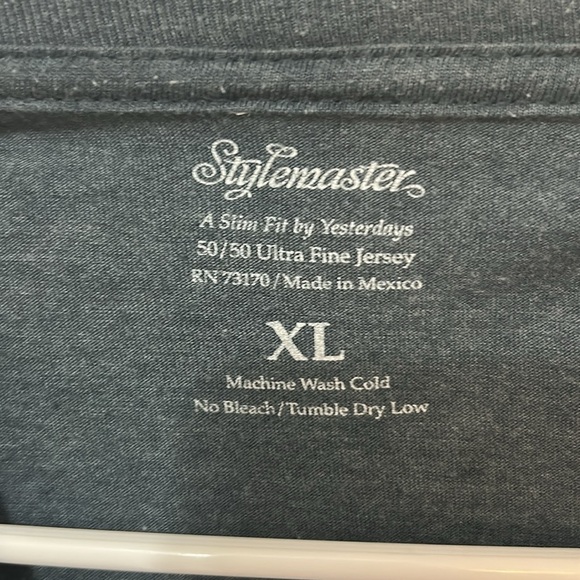 Stylemaster
A Slim Fit by Yesterdays
50/50 Ultra Fine Jersey
RN 73170/Made in Mexico
XL
Machine Wash Cold
No Bleach/Tumble Dry Low